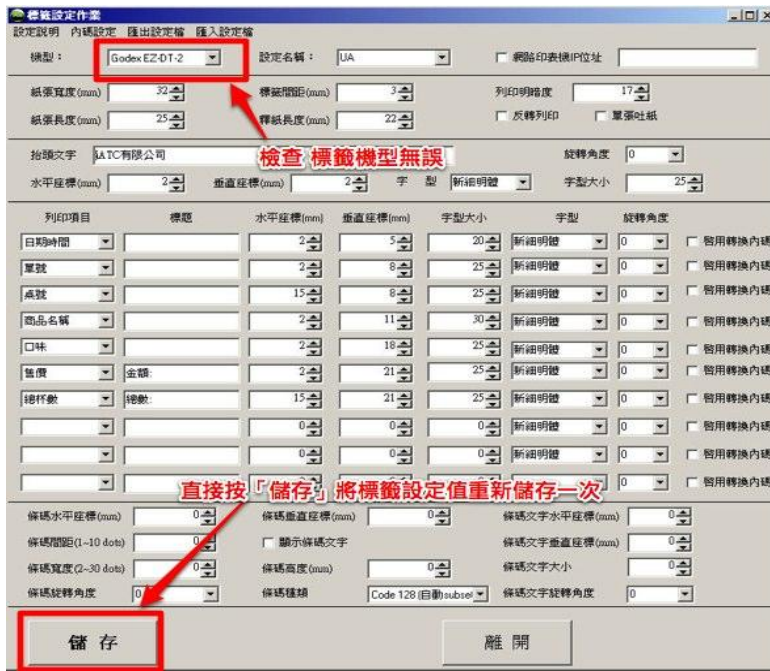 標籤設定作業
設定說明 內碼設定 匯出設定檔 匯入設定檔
機型： Godex EZ-DT-2 設定名稱： UA 網路印表機IP位址
紙張寬度(mm) 32 標籤間距(mm) 3 列印明暗度 17
紙張長度(mm) 25 釋紙長度(mm) 22 反轉列印 單張吐紙
檢查 標籤機型無誤
抬頭文字 iATC有限公司 旋轉角度 0
水平座標(mm) 2 垂直座標(mm) 2 字 型 新細明體 字型大小 25
列印項目 標題 水平座標(mm) 垂直座標(mm) 字型大小 字型 旋轉角度
日期時間 2 5 20 新細明體 0 啓用轉換內碼
單號 2 8 25 新細明體 0 啓用轉換內碼
桌號 15 8 25 新細明體 0 啓用轉換內碼
商品名稱 2 11 30 新細明體 0 啓用轉換內碼
口味 2 18 25 新細明體 0 啓用轉換內碼
售價 金額: 2 21 25 新細明體 0 啓用轉換內碼
總杯數 總數: 15 21 25 新細明體 0 啓用轉換內碼
0 0 0 新細明體 0 啓用轉換內碼
0 0 0 新細明體 0 啓用轉換內碼
0 啓用轉換內碼
直接按「儲存」將標籤設定值重新儲存一次
條碼水平座標(mm) 0 條碼垂直座標(mm) 0 條碼文字水平座標(mm) 0
條碼間距(1~10 dots) 0 顯示條碼文字 條碼文字垂直座標(mm) 0
條碼寬度(2~30 dots) 0 條碼高度(mm) 0 條碼文字大小 0
條碼旋轉角度 0 條碼種類 Code 128 (自動subset 條碼文字旋轉角度 0
儲 存 離 開